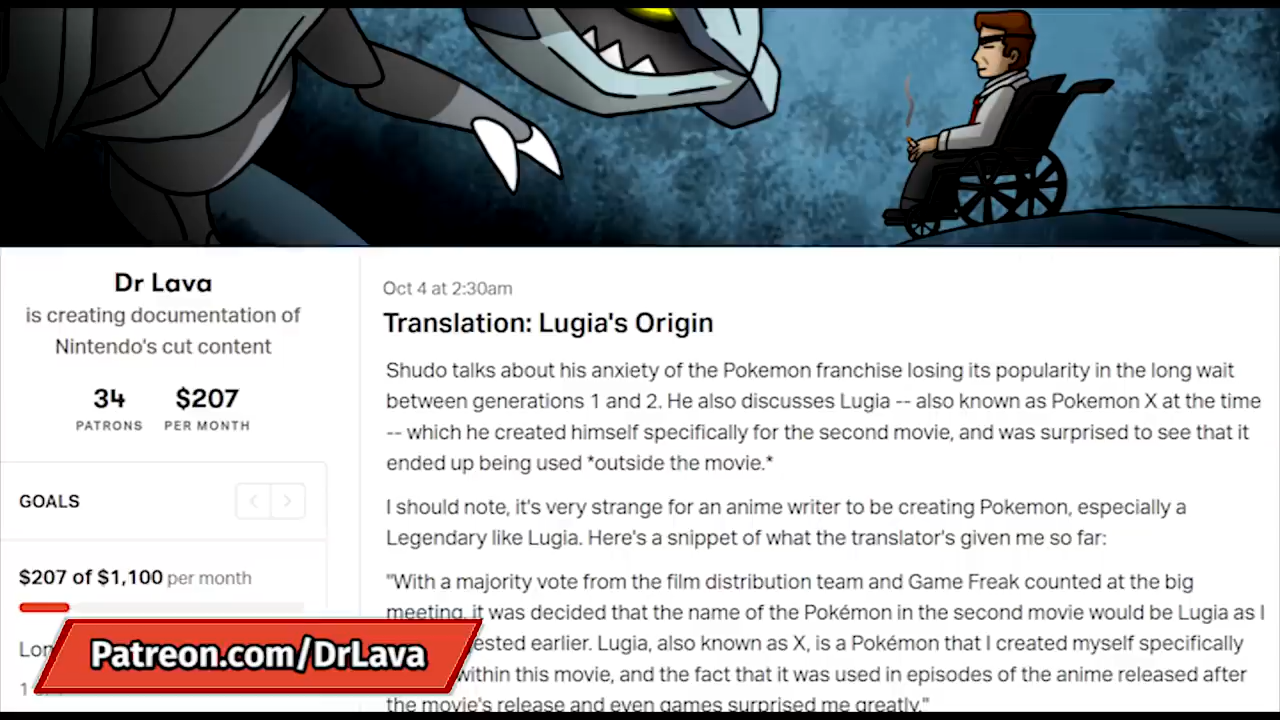 Dr Lava
is creating documentation of
Nintendo's cut content
34 $207
PATRONS PER MONTH
GOALS
$207 of $1,100 per month
Patreon.com/DrLava
Oct 4 at 2:30am
Translation: Lugia's Origin
Shudo talks about his anxiety of the Pokemon franchise losing its popularity in the long wait
between generations 1 and 2. He also discusses Lugia -- also known as Pokemon X at the time
-- which he created himself specifically for the second movie, and was surprised to see that it
ended up being used *outside the movie.*
I should note, it's very strange for an anime writer to be creating Pokemon, especially a
Legendary like Lugia. Here's a snippet of what the translator's given me so far:
"With a majority vote from the film distribution team and Game Freak counted at the big
meeting, it was decided that the name of the Pokémon in the second movie would be Lugia as I
earlier. Lugia, also known as X, is a Pokémon that I created myself specifically
within this movie, and the fact that it was used in episodes of the anime released after
the movie's release and even games surprised me greatly."